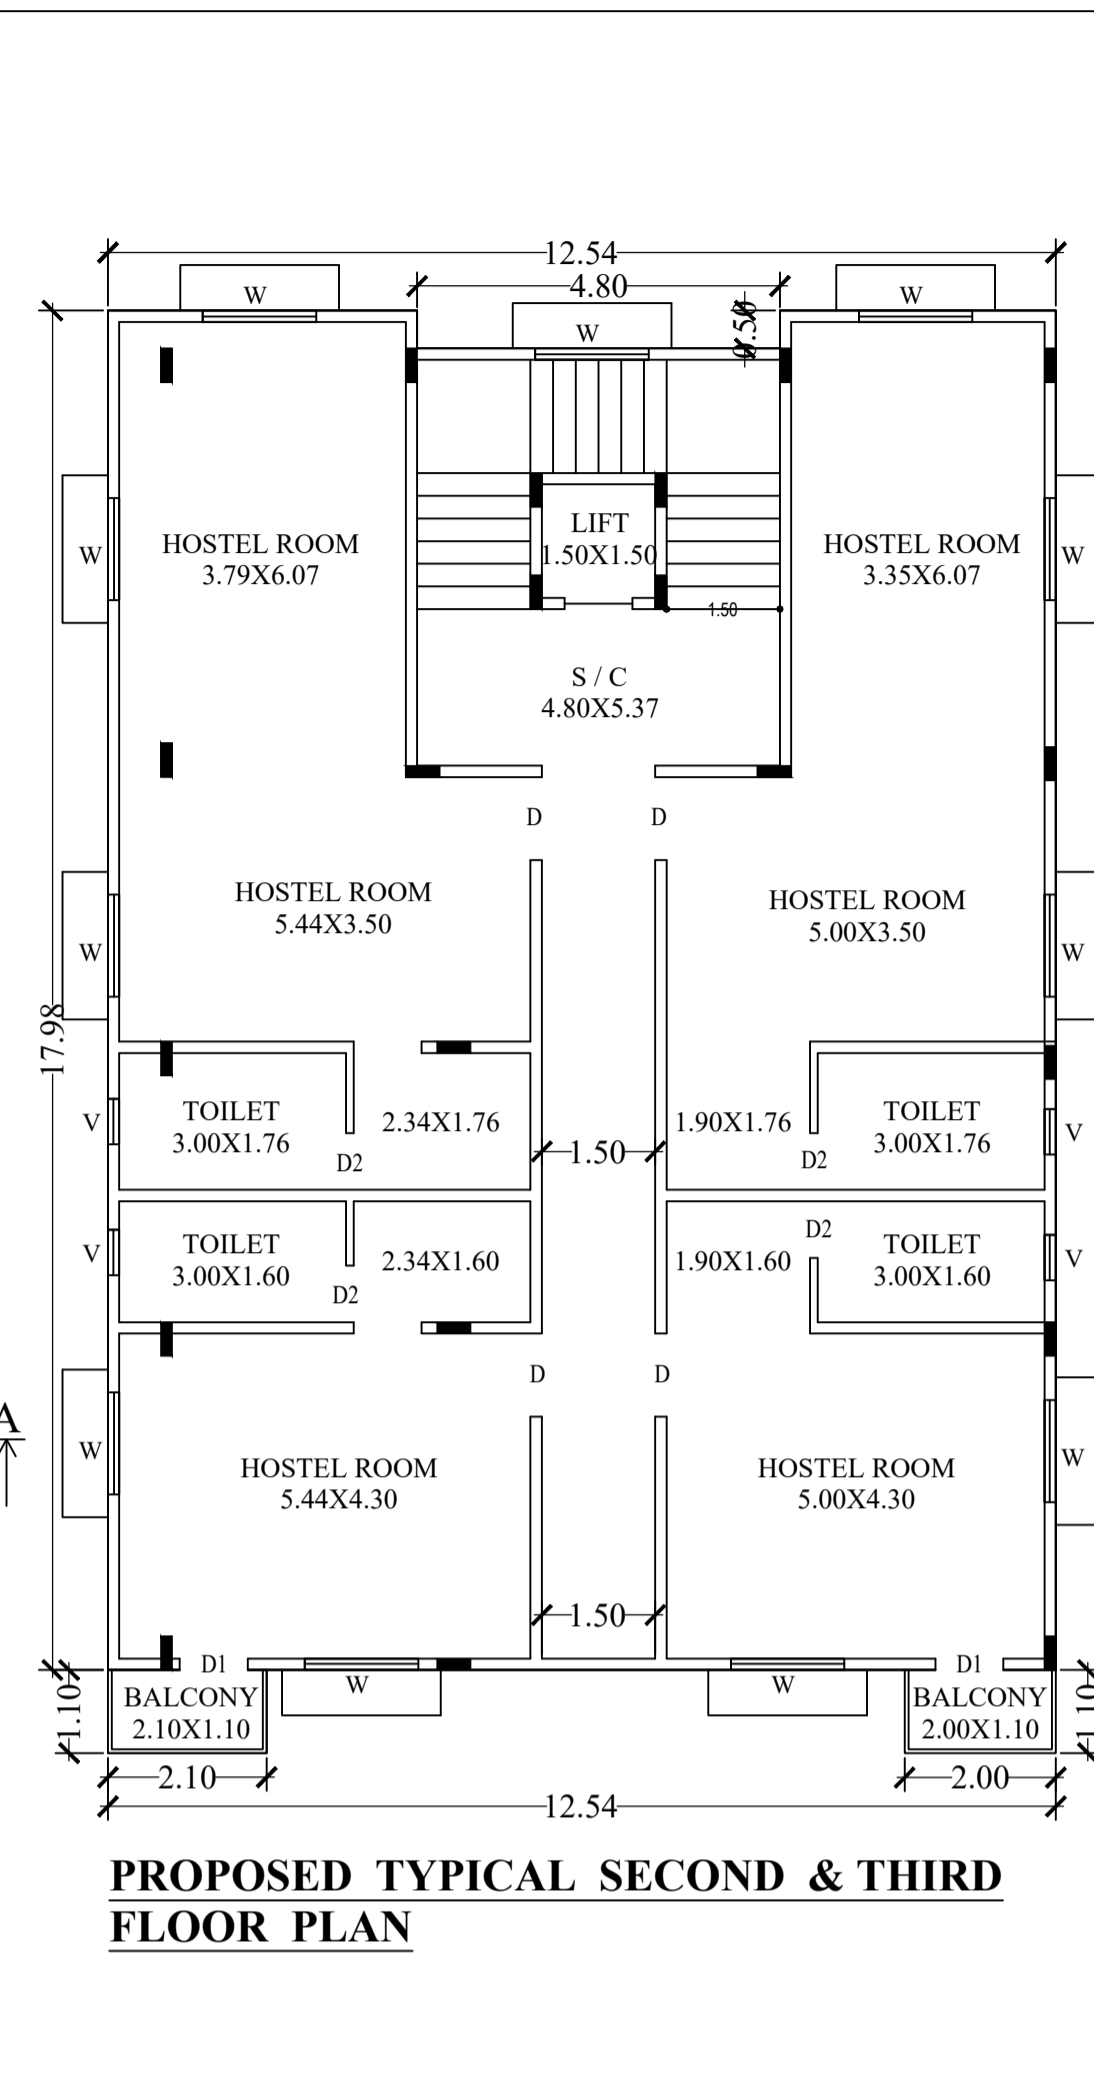 12.54
4.80
W
W
0.50
W
LIFT
1.50X1.50
HOSTEL ROOM
3.79X6.07
HOSTEL ROOM
3.35X6.07
W
W
1.50
S / C
4.80X5.37
D
D
HOSTEL ROOM
5.44X3.50
HOSTEL ROOM
5.00X3.50
W
W
17.98
V
TOILET
3.00X1.76
2.34X1.76
1.90X1.76
TOILET
3.00X1.76
V
D2
1.50
D2
D2
V
TOILET
3.00X1.60
2.34X1.60
1.90X1.60
TOILET
3.00X1.60
V
D2
D
D
A
W
W
HOSTEL ROOM
5.44X4.30
HOSTEL ROOM
5.00X4.30
1.50
D1
D1
W
W
1.10
BALCONY
2.10X1.10
BALCONY
2.00X1.10
1.10
2.10
2.00
12.54
PROPOSED TYPICAL SECOND & THIRD
FLOOR PLAN